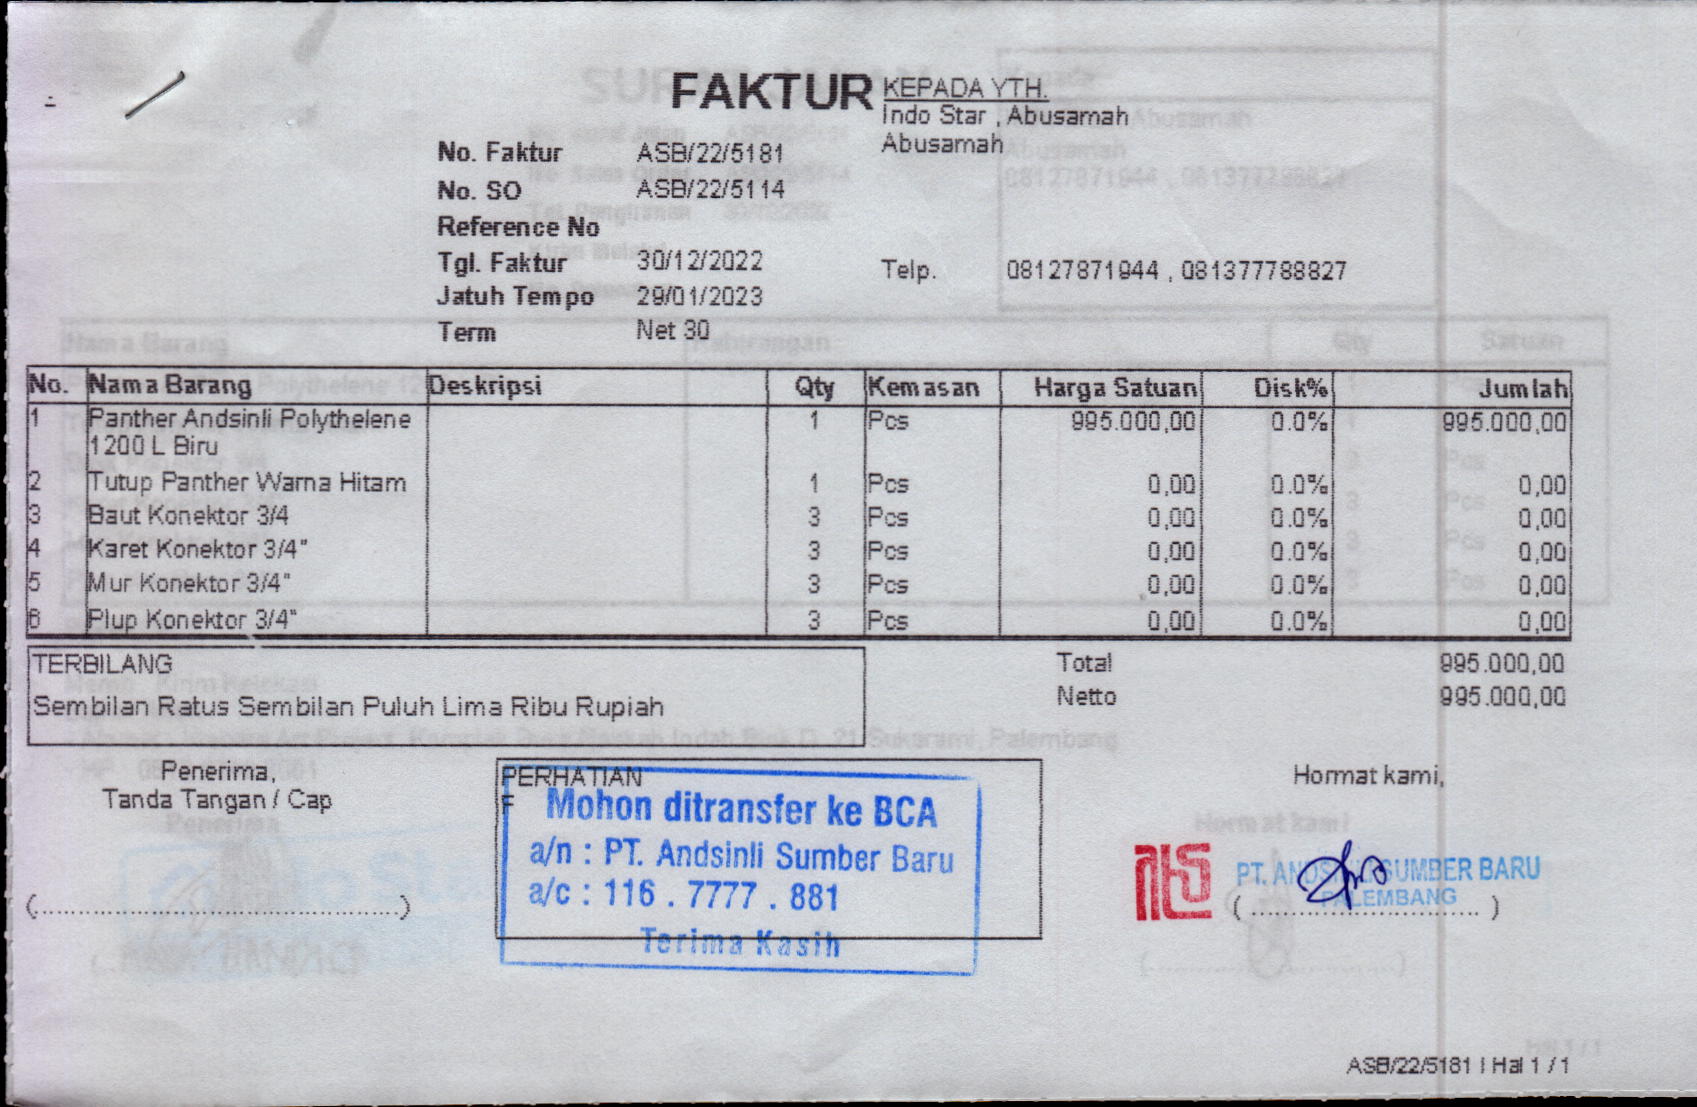 FAKTUR
KEPADA YTH.
Indo Star , Abusamah
Abusamah
No. Faktur ASB/22/5181
No. SO ASB/22/5114
Reference No
Tgl. Faktur 30/12/2022
Telp. 08127871944 , 081377788827
Jatuh Tempo 29/01/2023
Term Net 30
No. Nama Barang Deskripsi Qty Kemasan Harga Satuan Disk% Jumlah
1 Panther Andsinli Polythelene 1 Pcs 995.000,00 0.0% 995.000,00
1200 L Biru
2 Tutup Panther Warna Hitam 1 Pcs 0,00 0.0% 0,00
3 Baut Konektor 3/4 3 Pcs 0,00 0.0% 0,00
4 Karet Konektor 3/4" 3 Pcs 0,00 0.0% 0,00
5 Mur Konektor 3/4" 3 Pcs 0,00 0.0% 0,00
6 Plup Konektor 3/4" 3 Pcs 0,00 0.0% 0,00
TERBILANG
Sembilan Ratus Sembilan Puluh Lima Ribu Rupiah
Total 995.000,00
Netto 995.000,00
Penerima,
Tanda Tangan / Cap
(......................................)
PERHATIAN
F
Mohon ditransfer ke BCA
a/n : PT. Andsinli Sumber Baru
a/c : 116 . 7777 . 881
Terima Kasih
Hormat kami,
PT. ANDSINLI SUMBER BARU
PALEMBANG
( ............................... )
ASB/22/5181 | Hal 1 / 1